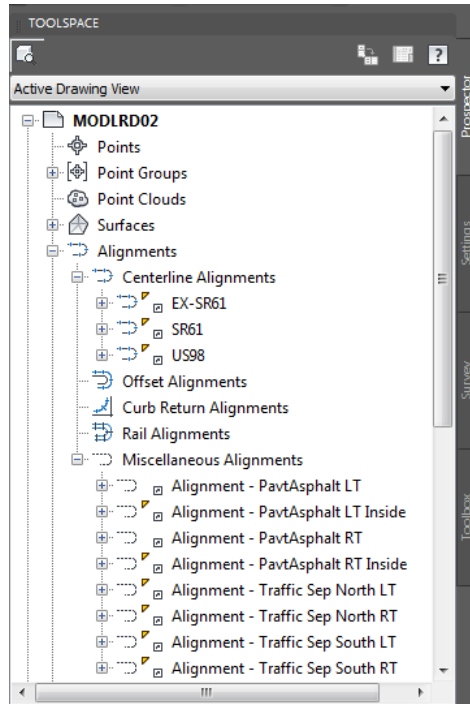 TOOLSPACE
?
Active Drawing View
MODLRD02
Points
Point Groups
Point Clouds
Surfaces
Alignments
Centerline Alignments
EX-SR61
SR61
US98
Offset Alignments
Curb Return Alignments
Rail Alignments
Miscellaneous Alignments
Alignment - PavtAsphalt LT
Alignment - PavtAsphalt LT Inside
Alignment - PavtAsphalt RT
Alignment - PavtAsphalt RT Inside
Alignment - Traffic Sep North LT
Alignment - Traffic Sep North RT
Alignment - Traffic Sep South LT
Alignment - Traffic Sep South RT
Prospector
Settings
Survey
Toolbox